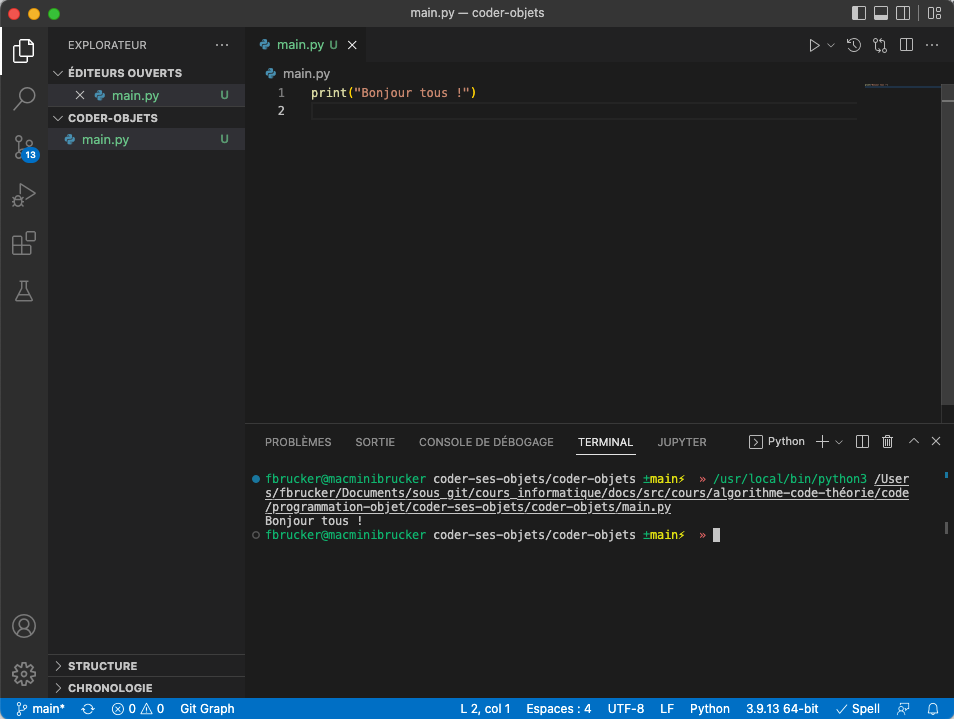 main.py — coder-objets
EXPLORATEUR
ÉDITEURS OUVERTS
main.py U
CODER-OBJETS
main.py U
13
STRUCTURE
CHRONOLOGIE
main.py U
main.py
1 print("Bonjour tous !")
2
PROBLÈMES SORTIE CONSOLE DE DÉBOGAGE TERMINAL JUPYTER Python
fbrucker@macminibrucker coder-ses-objets/coder-objets ±main⚡ » /usr/local/bin/python3 /User
s/fbrucker/Documents/sous_git/cours_informatique/docs/src/cours/algorithme-code-théorie/code
/programmation-objet/coder-ses-objets/coder-objets/main.py
Bonjour tous !
fbrucker@macminibrucker coder-ses-objets/coder-objets ±main⚡ »
main* 0 0 Git Graph L 2, col 1 Espaces : 4 UTF-8 LF Python 3.9.13 64-bit Spell